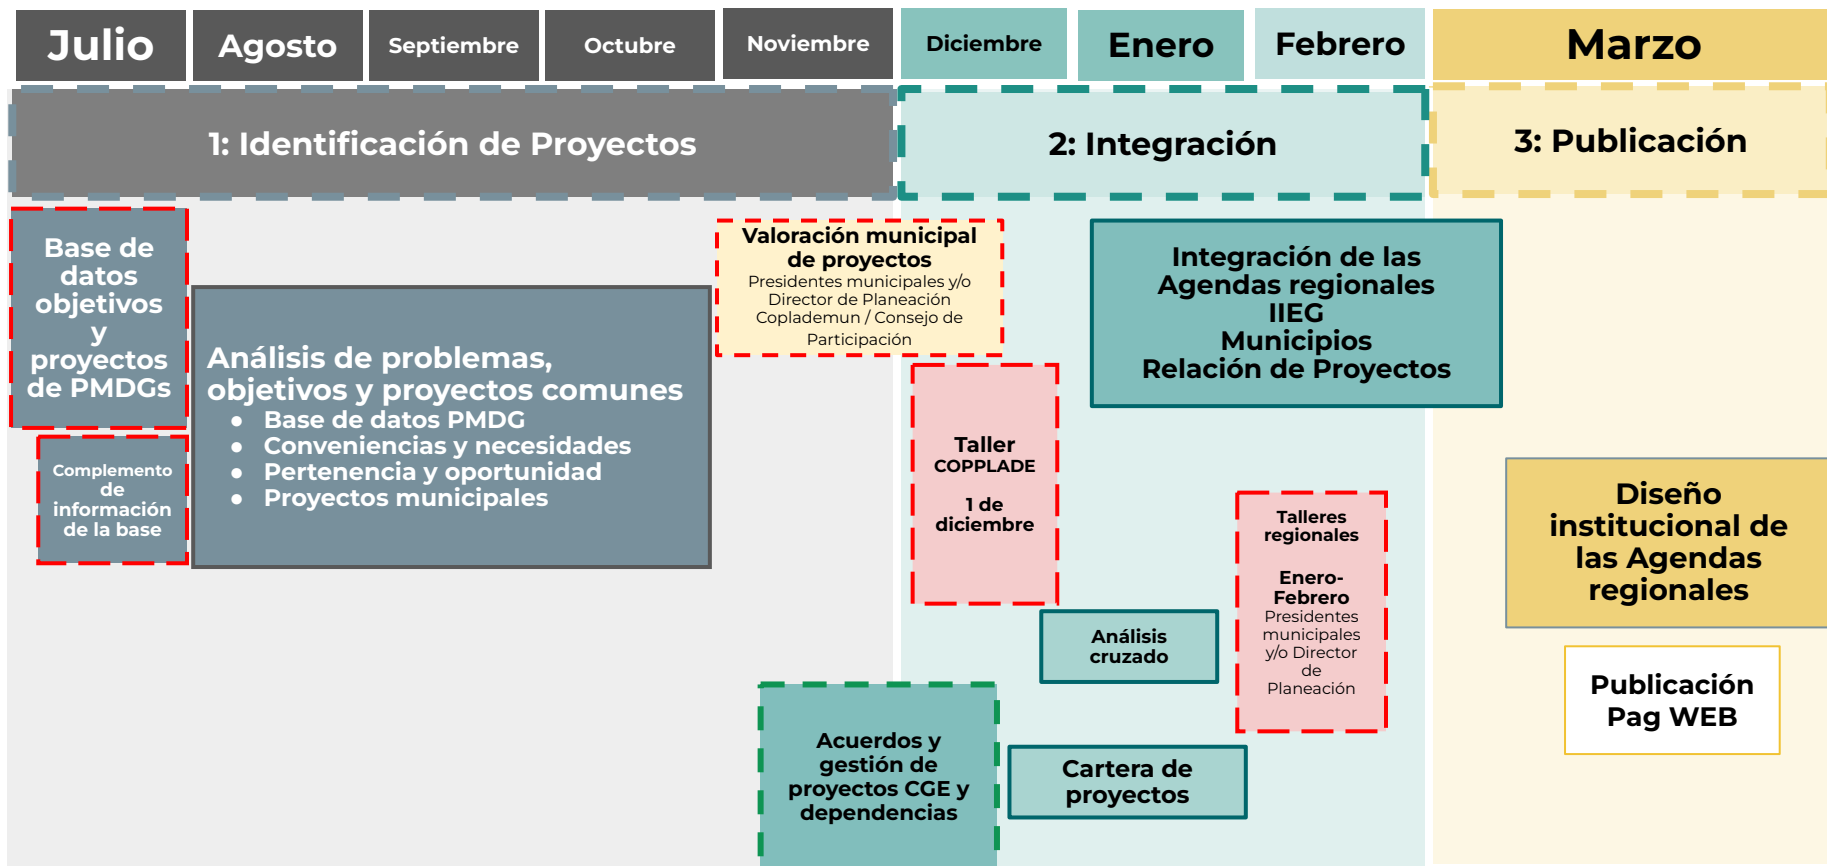 Julio
Agosto
Septiembre
Octubre
Noviembre
Diciembre
Enero
Febrero
Marzo
1: Identificación de Proyectos
2: Integración
3: Publicación
Base de
datos
objetivos
y
proyectos
de PMDGs
Complemento
de
información
de la base
Análisis de problemas,
objetivos y proyectos comunes
● Base de datos PMDG
● Conveniencias y necesidades
● Pertenencia y oportunidad
● Proyectos municipales
Valoración municipal
de proyectos
Presidentes municipales y/o
Director de Planeación
Coplademun / Consejo de
Participación
Taller
COPPLADE
1 de
diciembre
Acuerdos y
gestión de
proyectos CGE y
dependencias
Integración de las
Agendas regionales
IIEG
Municipios
Relación de Proyectos
Análisis
cruzado
Cartera de
proyectos
Talleres
regionales
Enero-
Febrero
Presidentes
municipales
y/o Director
de
Planeación
Diseño
institucional de
las Agendas
regionales
Publicación
Pag WEB